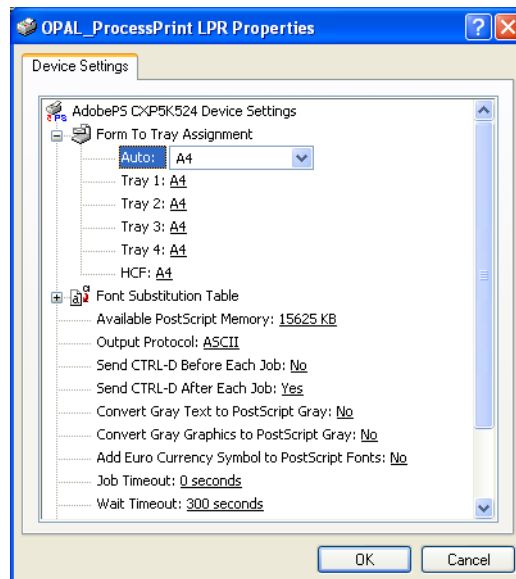 OPAL_ProcessPrint LPR Properties
Device Settings
AdobePS CXP5K524 Device Settings
Form To Tray Assignment
Auto: A4
Tray 1: A4
Tray 2: A4
Tray 3: A4
Tray 4: A4
HCF: A4
Font Substitution Table
Available PostScript Memory: 15625 KB
Output Protocol: ASCII
Send CTRL-D Before Each Job: No
Send CTRL-D After Each Job: Yes
Convert Gray Text to PostScript Gray: No
Convert Gray Graphics to PostScript Gray: No
Add Euro Currency Symbol to PostScript Fonts: No
Job Timeout: 0 seconds
Wait Timeout: 300 seconds
OK Cancel